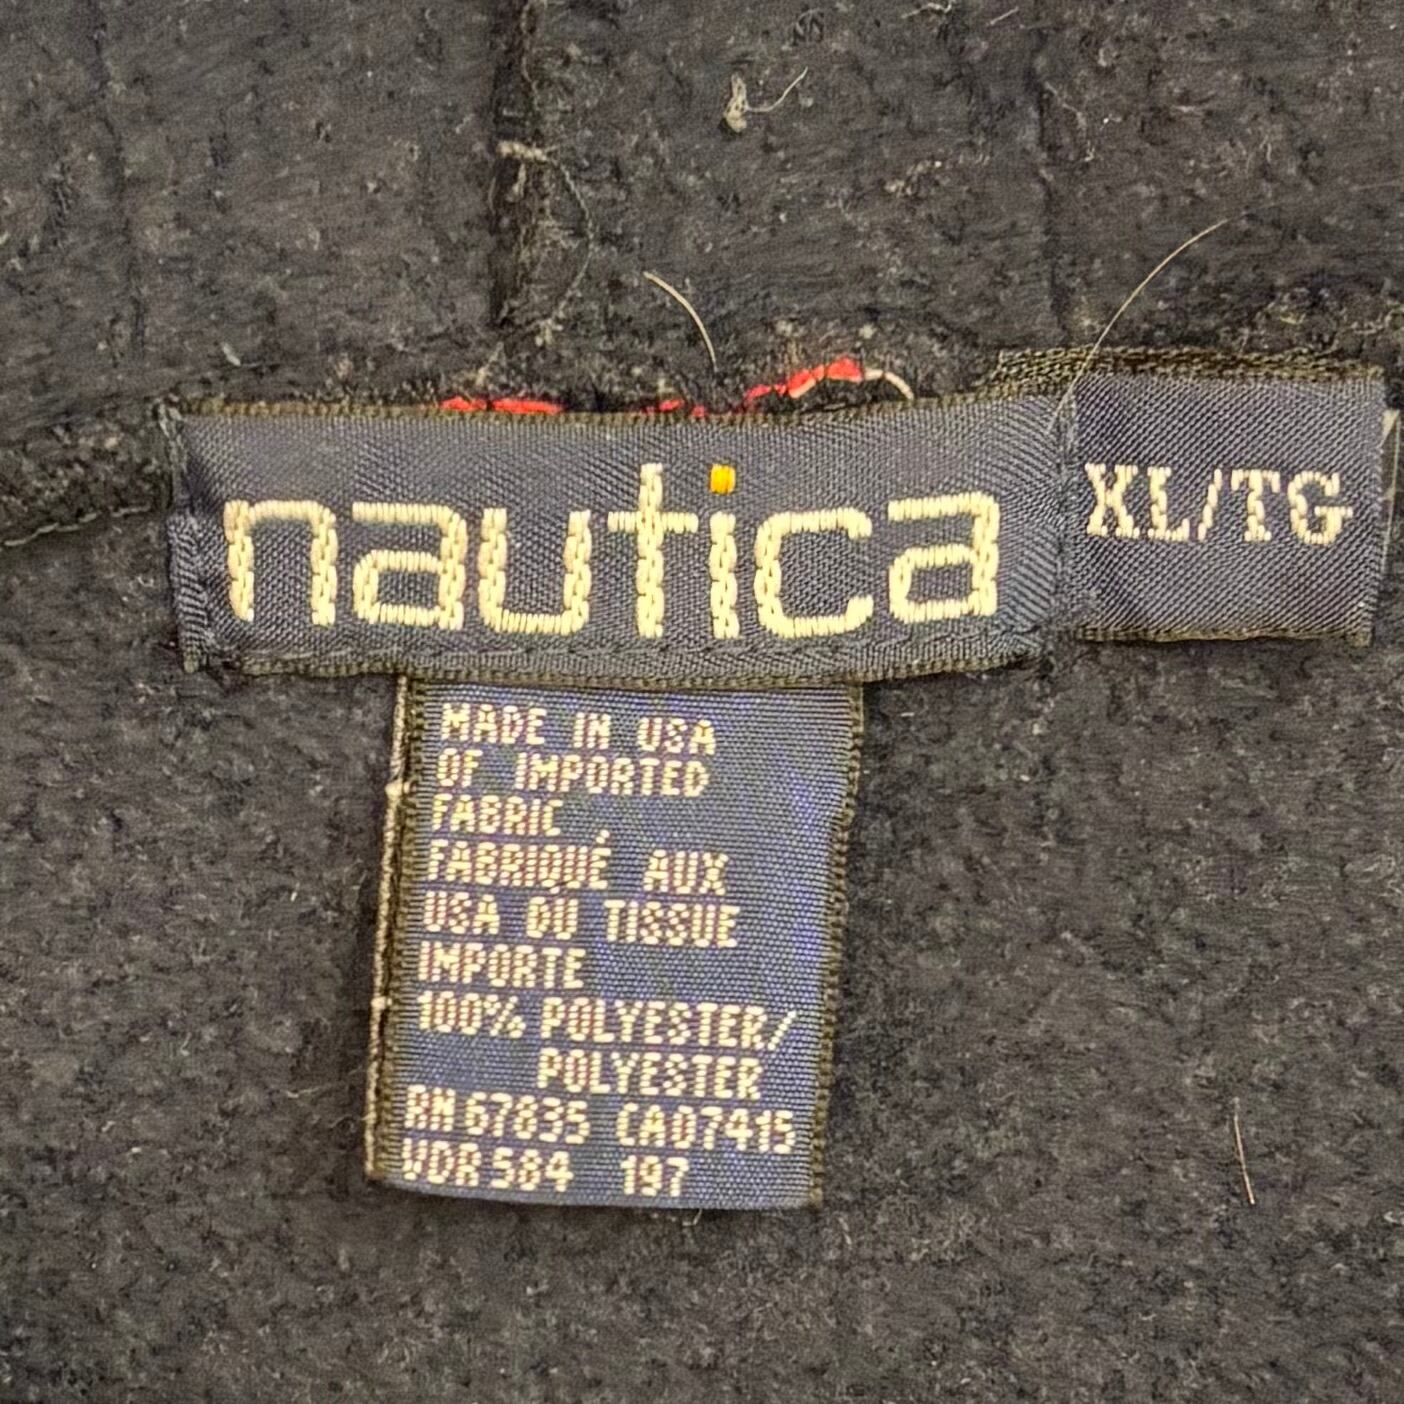 nautica
XL/TG
MADE IN USA
OF IMPORTED
FABRIC
FABRIQUÉ AUX
USA DU TISSUE
IMPORTE
100% POLYESTER/
POLYESTER
RN 67835 CA07415
VDR 584 197